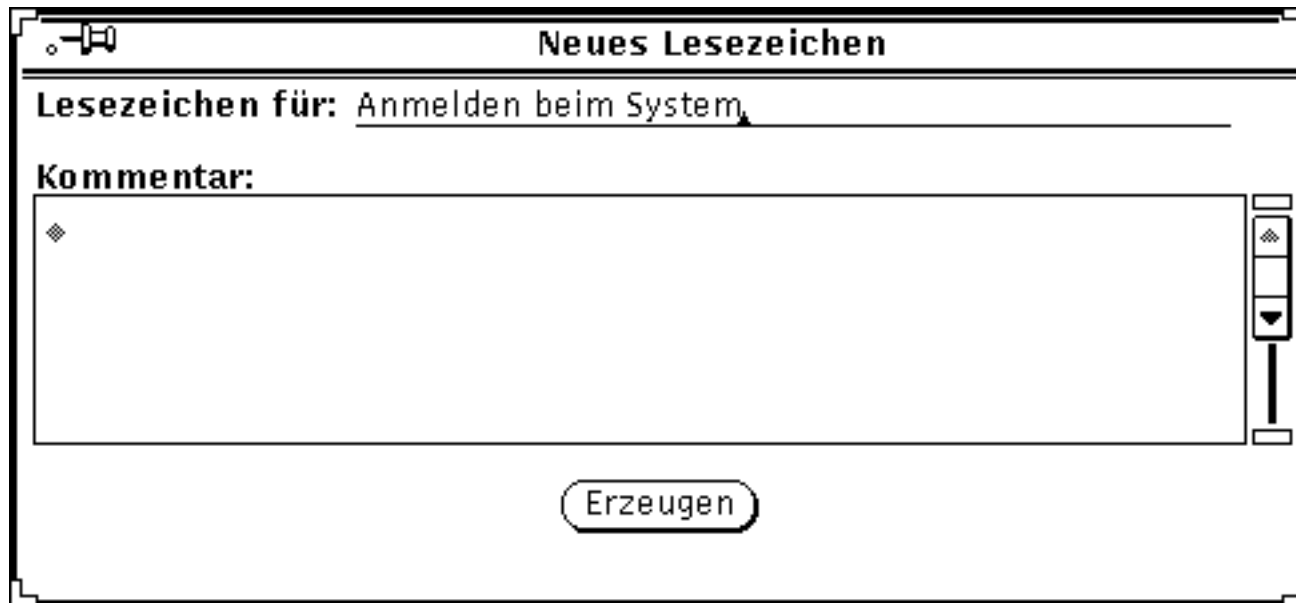 Neues Lesezeichen
Lesezeichen für: Anmelden beim System
Kommentar:
Erzeugen